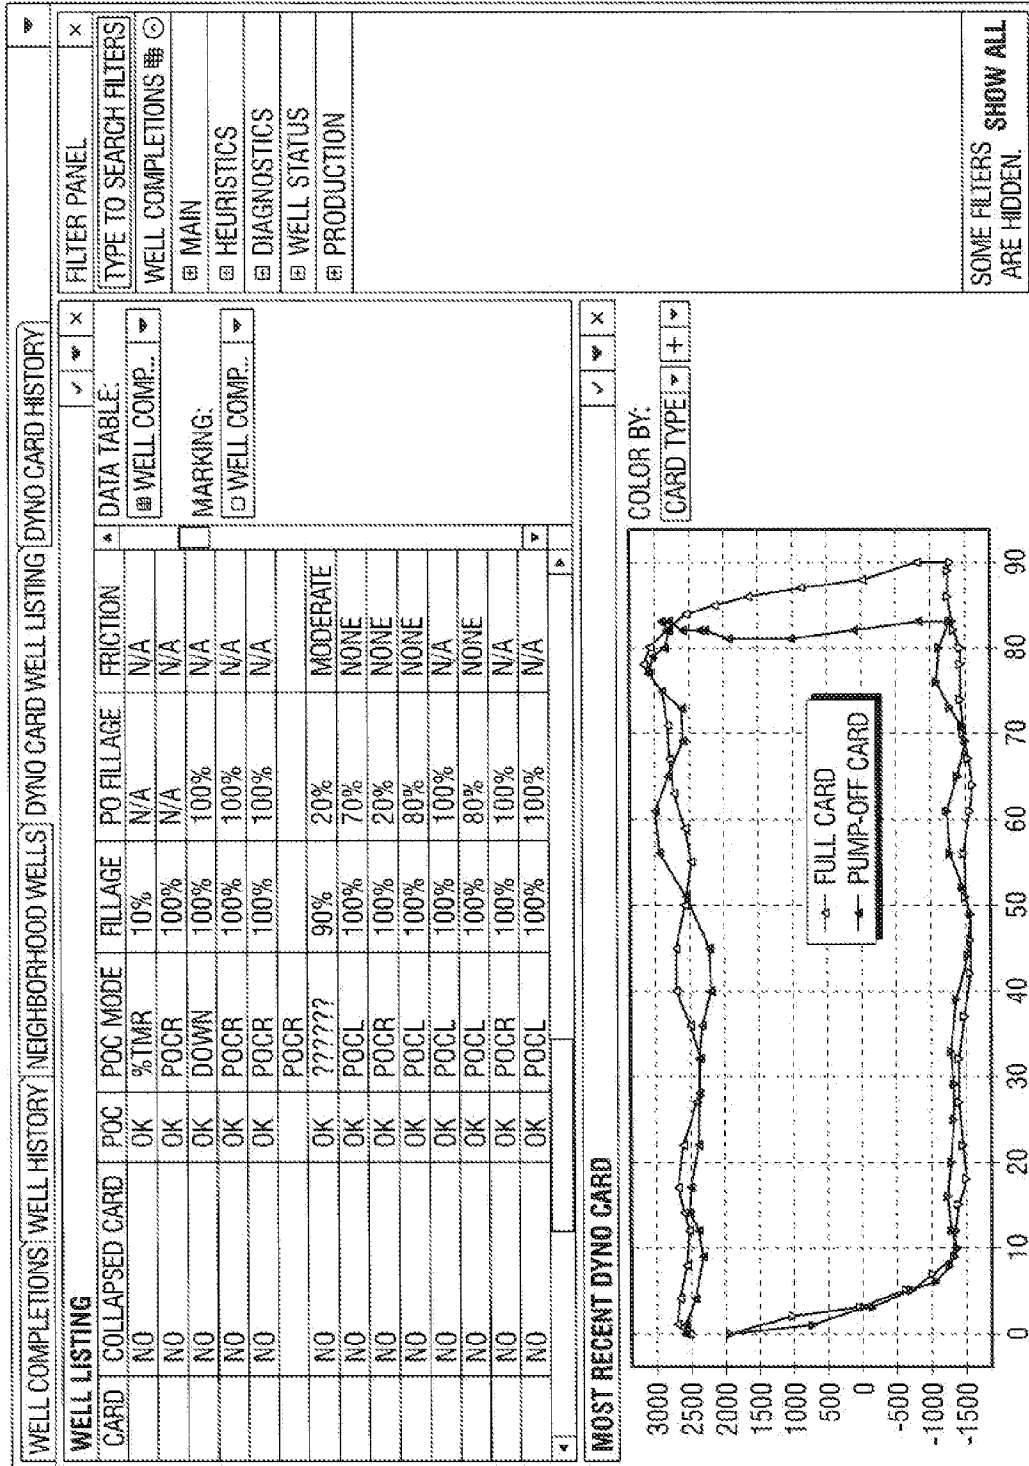 WELL COMPLETIONS WELL HISTORY NEIGHBORHOOD WELLS DYNO CARD WELL LISTING DYNO CARD HISTORY
WELL LISTING
CARD COLLAPSED CARD POC POC MODE FILLAGE PO FILLAGE FRICTION
NO OK %TMR 10% N/A N/A
NO OK POCR 100% N/A N/A
NO OK DOWN 100% 100% N/A
NO OK POCR 100% 100% N/A
NO OK POCR 100% 100% N/A
POCR
NO OK ?????? 90% 20% MODERATE
NO OK POCL 100% 70% NONE
NO OK POCR 100% 20% NONE
NO OK POCL 100% 80% NONE
NO OK POCL 100% 100% N/A
NO OK POCL 100% 80% NONE
NO OK POCR 100% 100% N/A
NO OK POCL 100% 100% N/A
DATA TABLE:
WELL COMP...
MARKING:
WELL COMP...
FILTER PANEL
TYPE TO SEARCH FILTERS
WELL COMPLETIONS
MAIN
HEURISTICS
DIAGNOSTICS
WELL STATUS
PRODUCTION
SOME FILTERS
ARE HIDDEN. SHOW ALL
MOST RECENT DYNO CARD
COLOR BY:
CARD TYPE +
3000
2500
2000
1500
1000
500
0
-500
-1000
-1500
FULL CARD
PUMP-OFF CARD
0 10 20 30 40 50 60 70 80 90